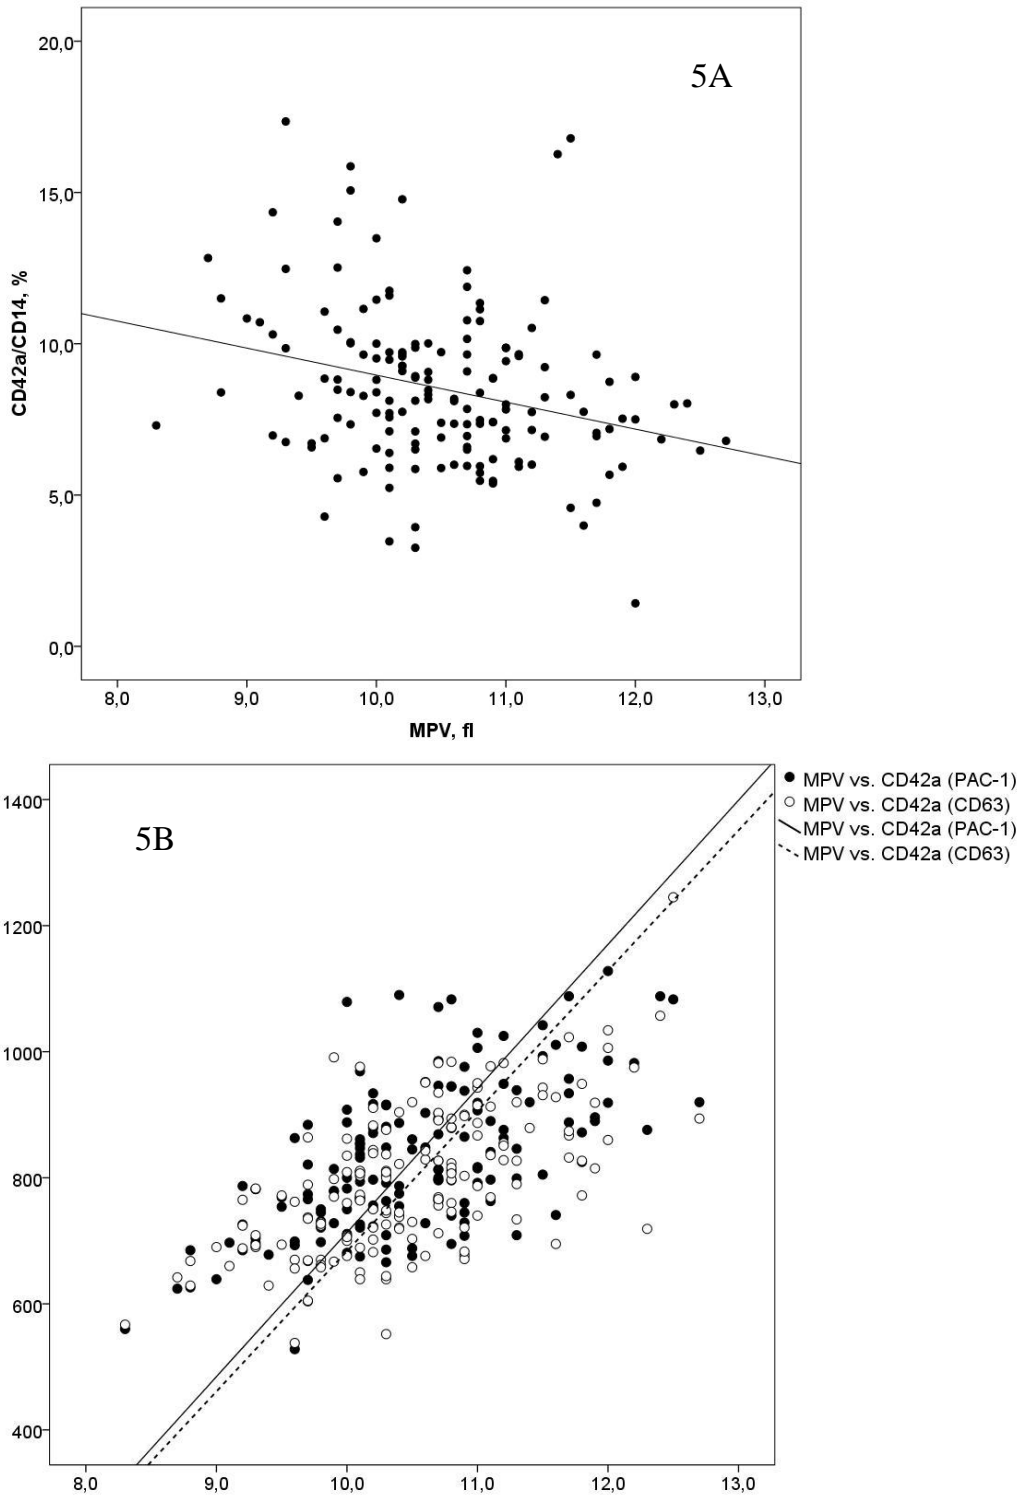 5A
20,0
15,0
10,0
5,0
0,0
CD42a/CD14, %
8,0 9,0 10,0 11,0 12,0 13,0
MPV, fl
5B
MPV vs. CD42a (PAC-1)
MPV vs. CD42a (CD63)
MPV vs. CD42a (PAC-1)
MPV vs. CD42a (CD63)
1400
1200
1000
800
600
400
8,0 9,0 10,0 11,0 12,0 13,0